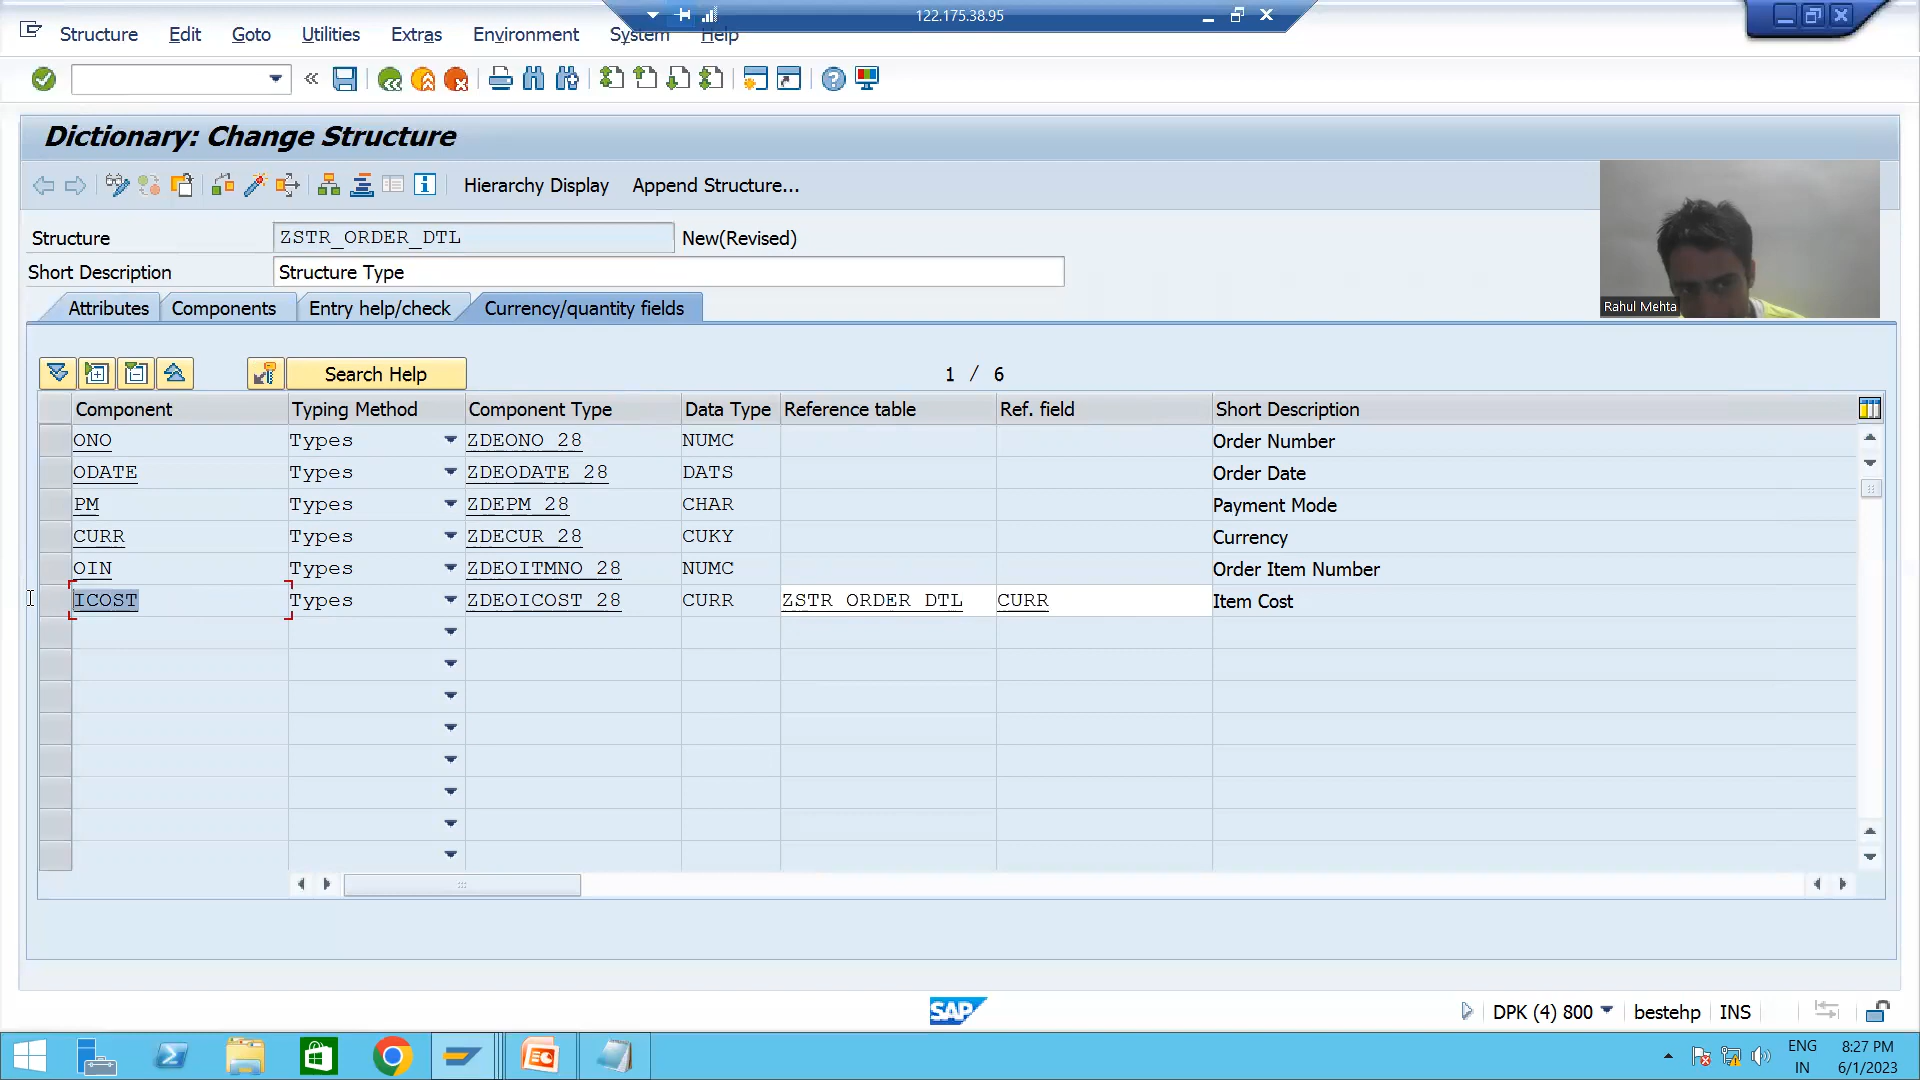 122.175.38.95
Structure Edit Goto Utilities Extras Environment System Help
Dictionary: Change Structure
Hierarchy Display Append Structure...
Structure ZSTR_ORDER_DTL New(Revised)
Short Description Structure Type
Rahul Mehta
Attributes Components Entry help/check Currency/quantity fields
Search Help 1 / 6
Component Typing Method Component Type Data Type Reference table Ref. field Short Description
ONO Types ZDEONO_28 NUMC Order Number
ODATE Types ZDEODATE_28 DATS Order Date
PM Types ZDEPM_28 CHAR Payment Mode
CURR Types ZDECUR_28 CUKY Currency
OIN Types ZDEOITMNO_28 NUMC Order Item Number
ICOST Types ZDEOICOST_28 CURR ZSTR_ORDER_DTL CURR Item Cost
SAP
DPK (4) 800 bestehp INS
ENG 8:27 PM
IN 6/1/2023